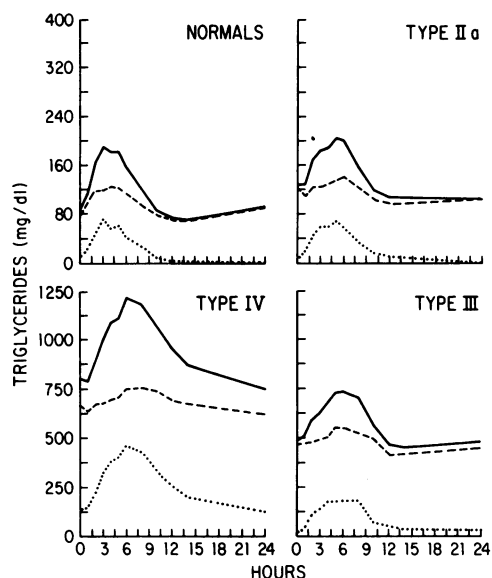 NORMALS
TYPE II a
400
320
240
160
80
0
TRIGLYCERIDES (mg/dl)
TYPE IV
TYPE III
1250
1000
750
500
250
0
0 3 6 9 12 15 18 21 24
0 3 6 9 12 15 18 21 24
HOURS